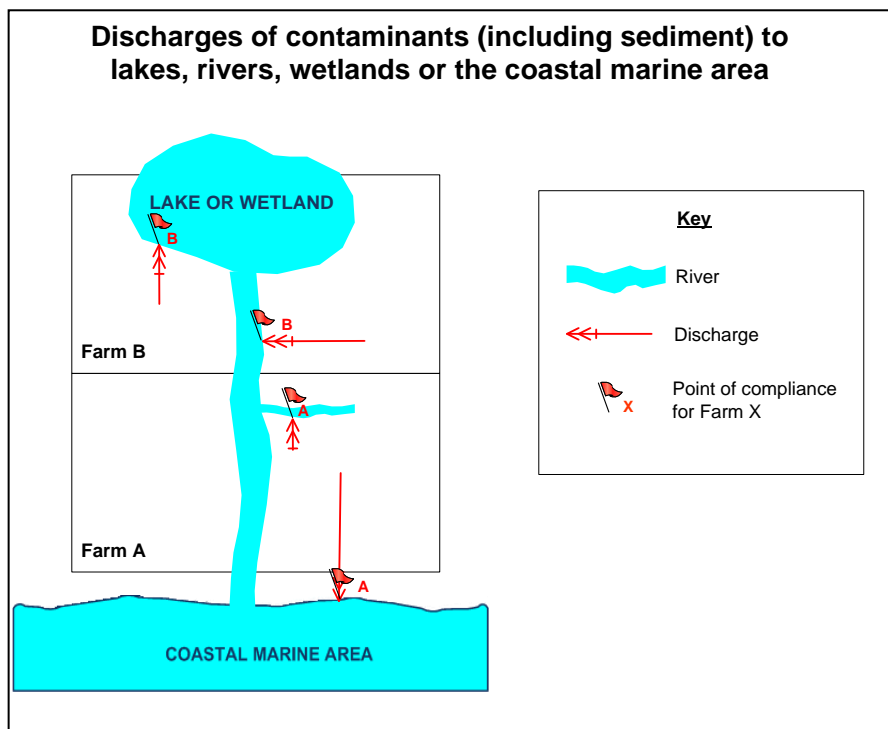 Discharges of contaminants (including sediment) to
lakes, rivers, wetlands or the coastal marine area
LAKE OR WETLAND
B
B
Farm B
A
Farm A
A
COASTAL MARINE AREA
Key
River
Discharge
Point of compliance
for Farm X
X